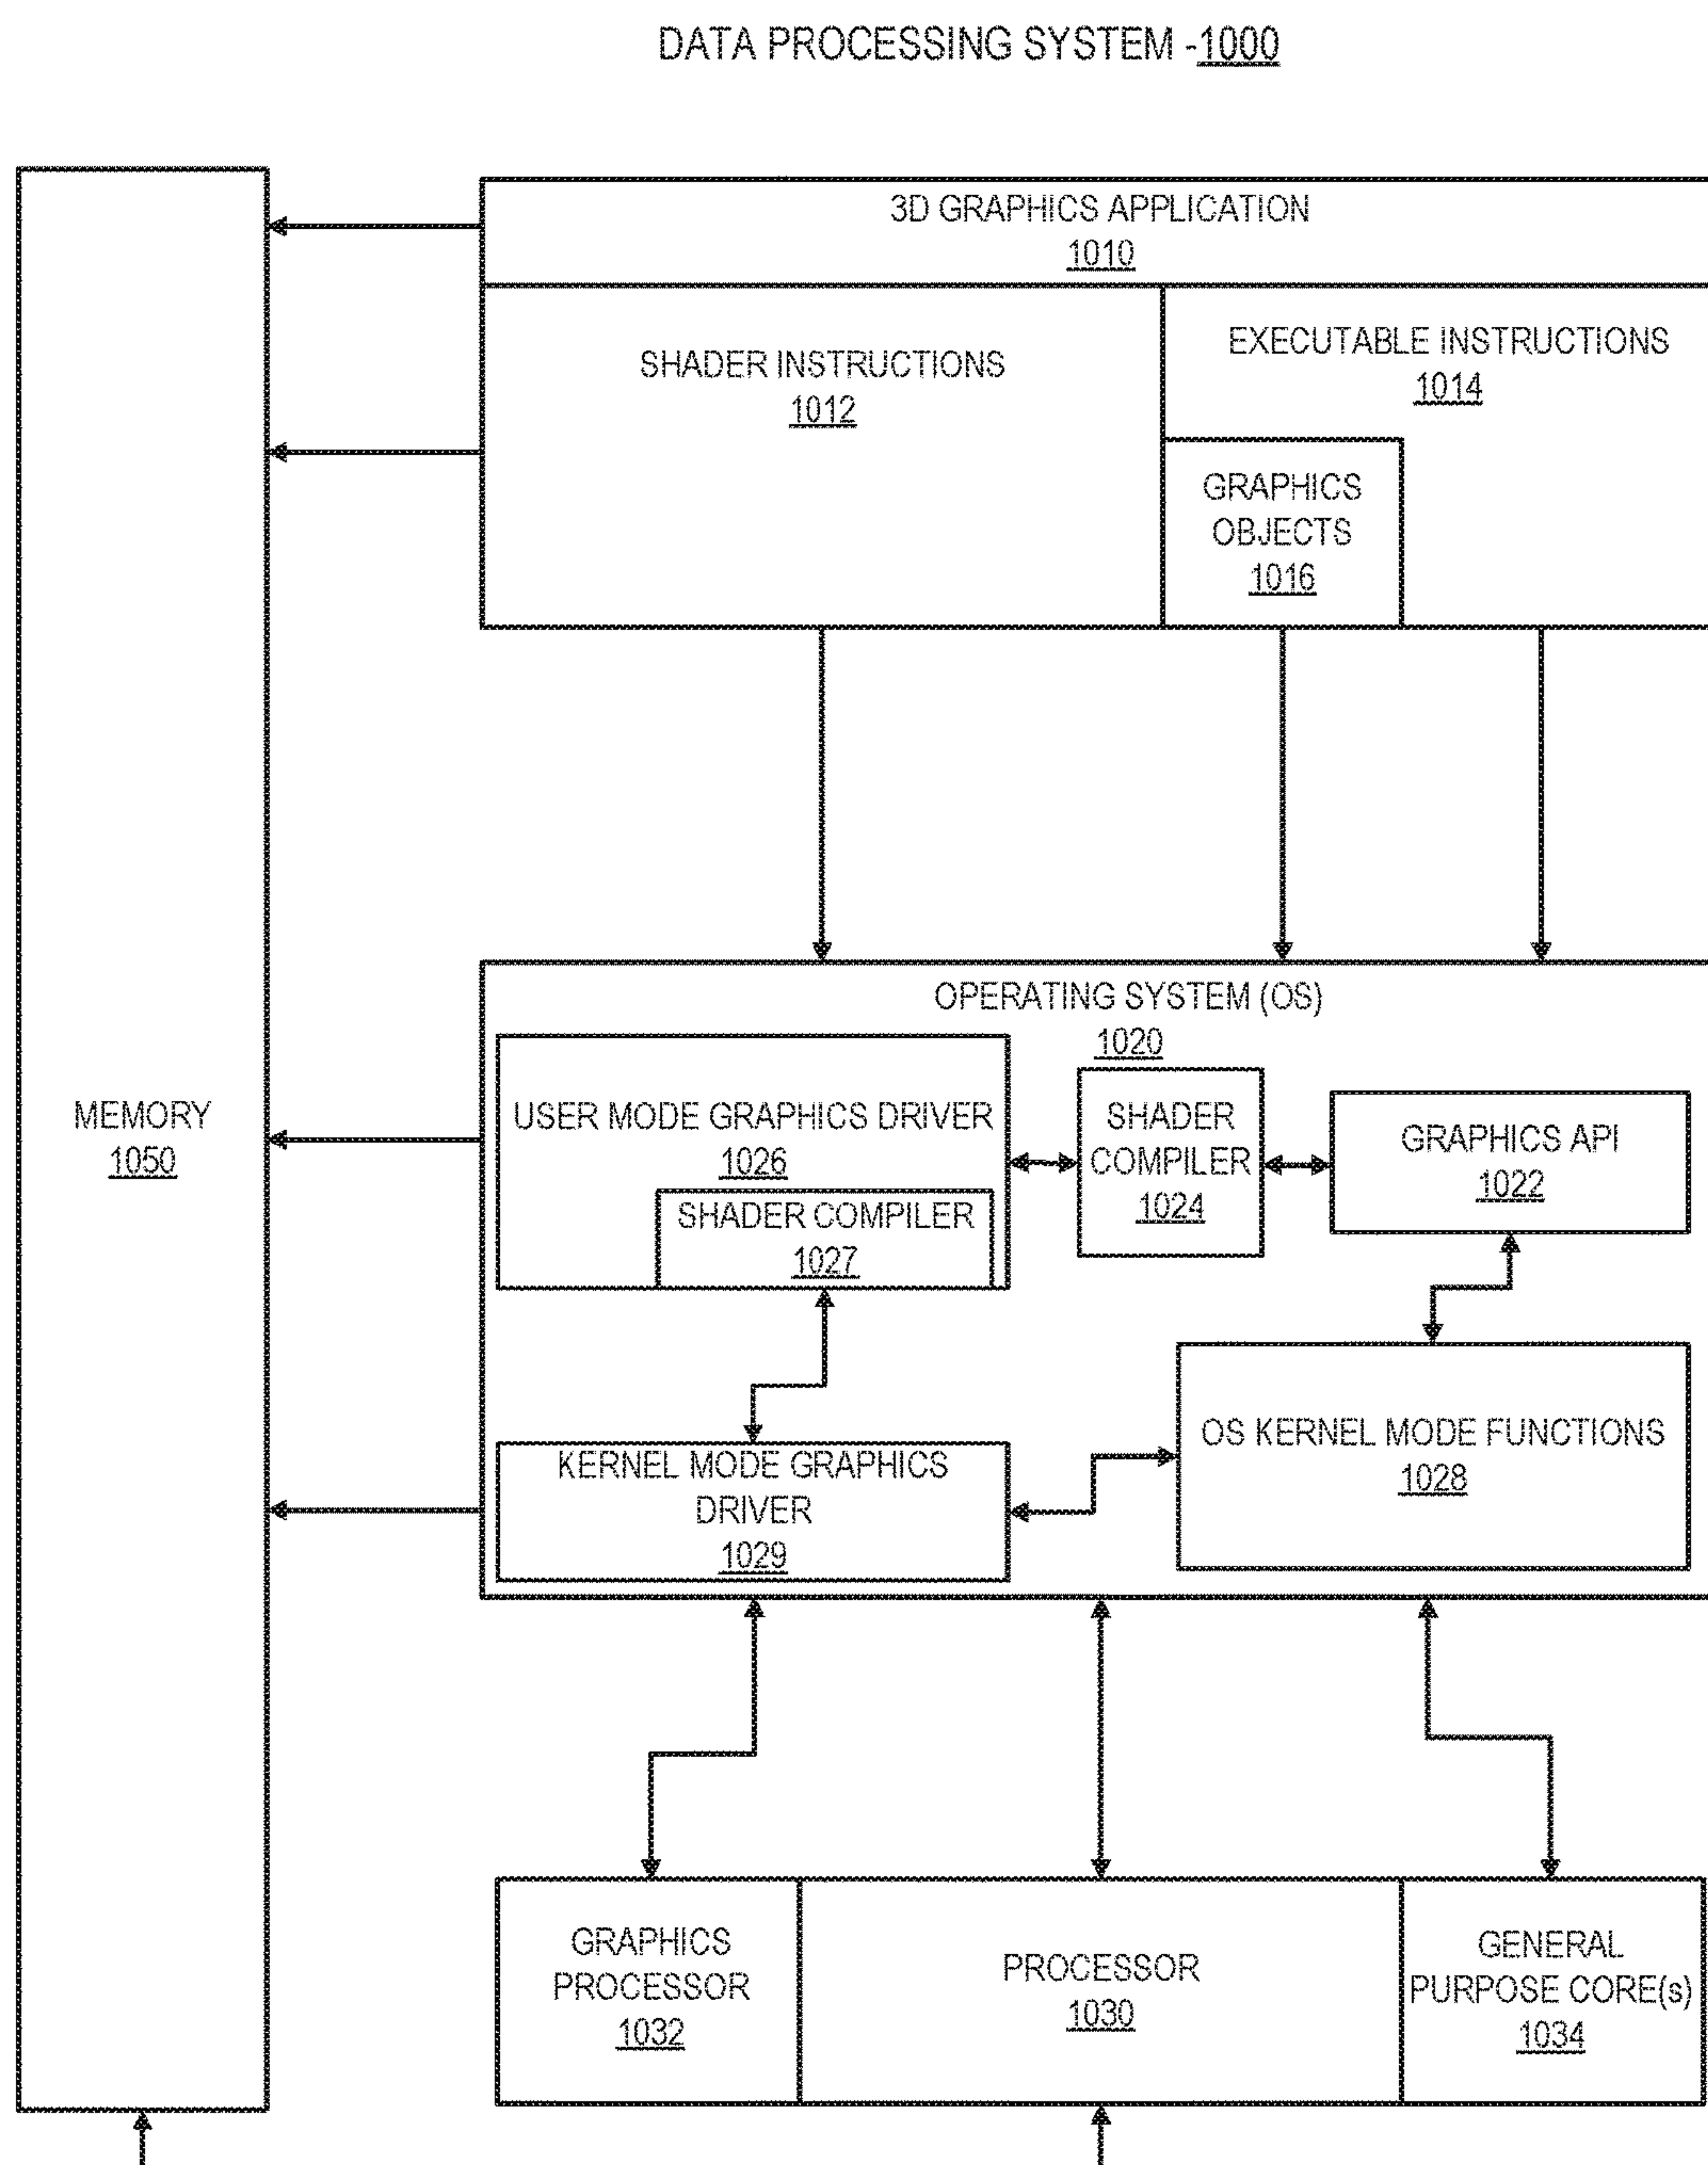 DATA PROCESSING SYSTEM -1000
3D GRAPHICS APPLICATION
1010
SHADER INSTRUCTIONS
1012
EXECUTABLE INSTRUCTIONS
1014
GRAPHICS
OBJECTS
1016
OPERATING SYSTEM (OS)
1020
USER MODE GRAPHICS DRIVER
1026
SHADER COMPILER
1027
SHADER
COMPILER
1024
GRAPHICS API
1022
MEMORY
1050
KERNEL MODE GRAPHICS
DRIVER
1029
OS KERNEL MODE FUNCTIONS
1028
GRAPHICS
PROCESSOR
1032
PROCESSOR
1030
GENERAL
PURPOSE CORE(s)
1034